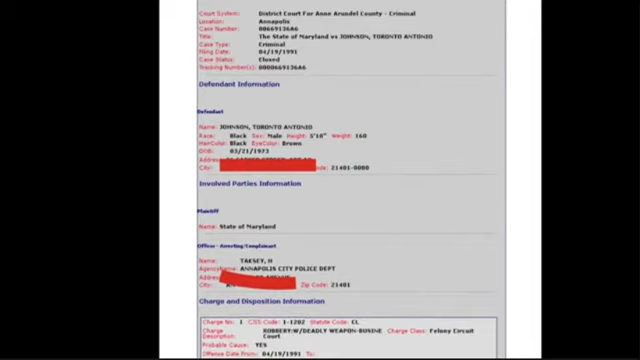 Court System: District Court For Anne Arundel County - Criminal
Location: Annapolis
Case Number: 00669136A6
Title: The State of Maryland vs JOHNSON, TORONTO ANTONIO
Case Type: Criminal
Filing Date: 04/19/1991
Case Status: Closed
Tracking Number(s): 0000669136A6
Defendant Information
Defendant
Name: JOHNSON, TORONTO ANTONIO
Race: Black Sex: Male Height: 5'10" Weight: 160
HairColor: Black EyeColor: Brown
DOB: 03/21/1973
Address:
City: Code: 21401-0000
Involved Parties Information
Plaintiff
Name: State of Maryland
Officer - Arresting/Complainant
Name: TAKSEY, H
AgencyName: ANNAPOLIS CITY POLICE DEPT
Address:
City: Zip Code: 21401
Charge and Disposition Information
Charge No: 1 CJIS Code: 1-1202 Statute Code: CL
Charge Description: ROBBERY:W/DEADLY WEAPON-BUSINE Charge Class: Felony Circuit Court
Probable Cause: YES
Offense Date From: 04/19/1991 To: